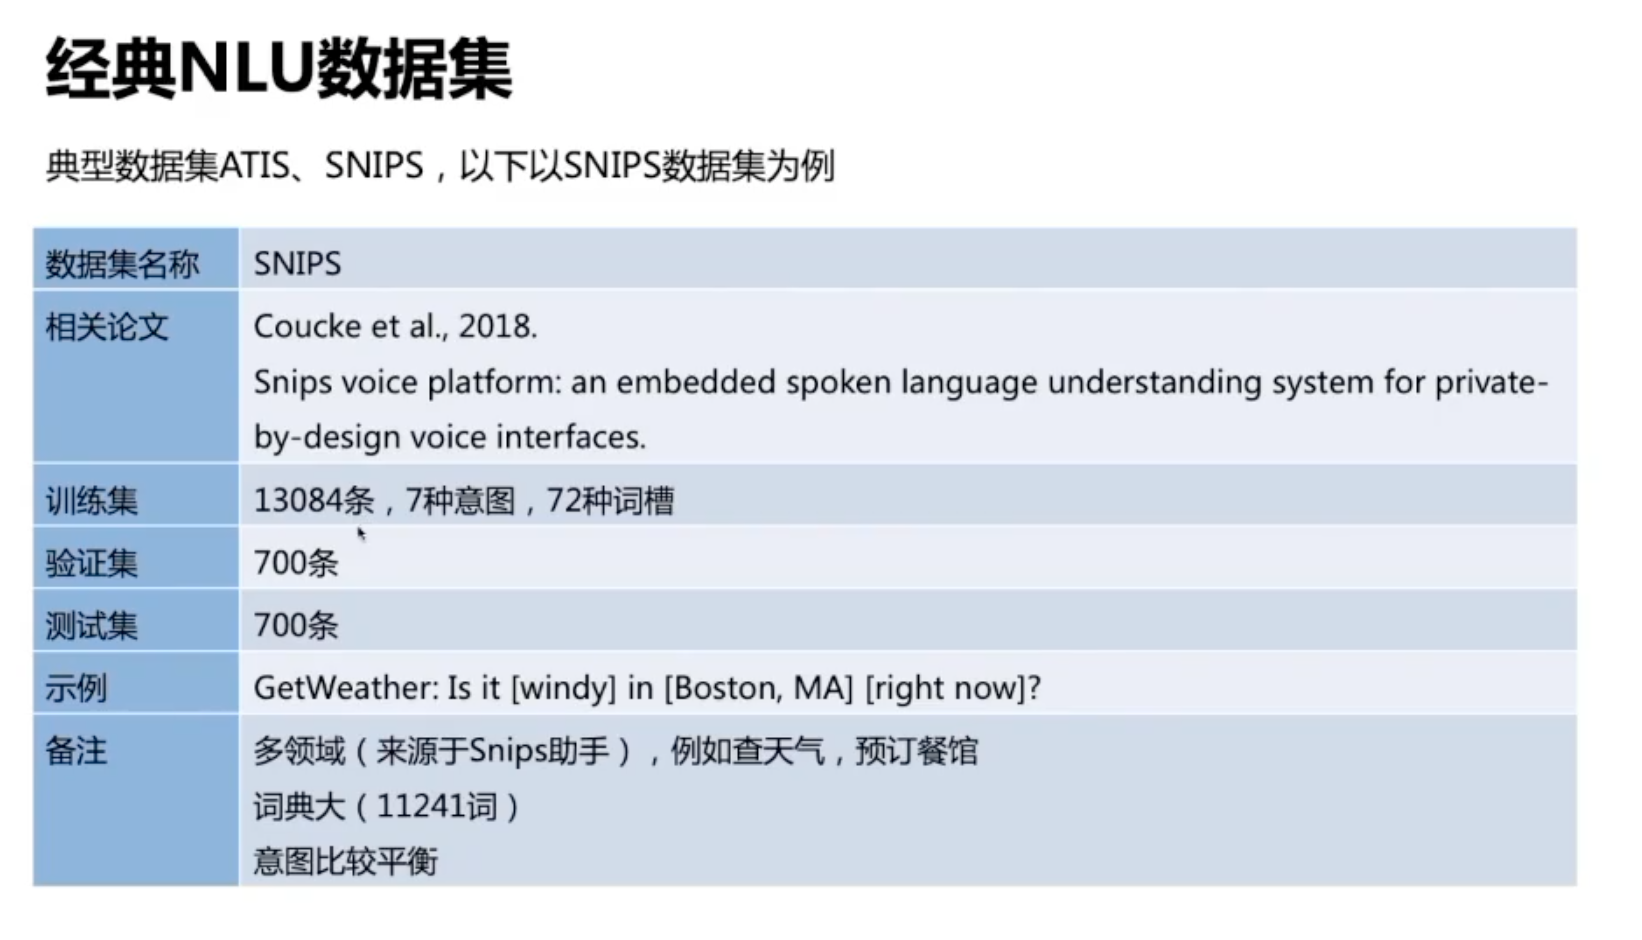 经典NLU数据集
典型数据集ATIS、SNIPS，以下以SNIPS数据集为例
数据集名称 SNIPS
相关论文 Coucke et al., 2018.
Snips voice platform: an embedded spoken language understanding system for private-
by-design voice interfaces.
训练集 13084条，7种意图，72种词槽
验证集 700条
测试集 700条
示例 GetWeather: Is it [windy] in [Boston, MA] [right now]?
备注 多领域（来源于Snips助手），例如查天气，预订餐馆
词典大（11241词）
意图比较平衡